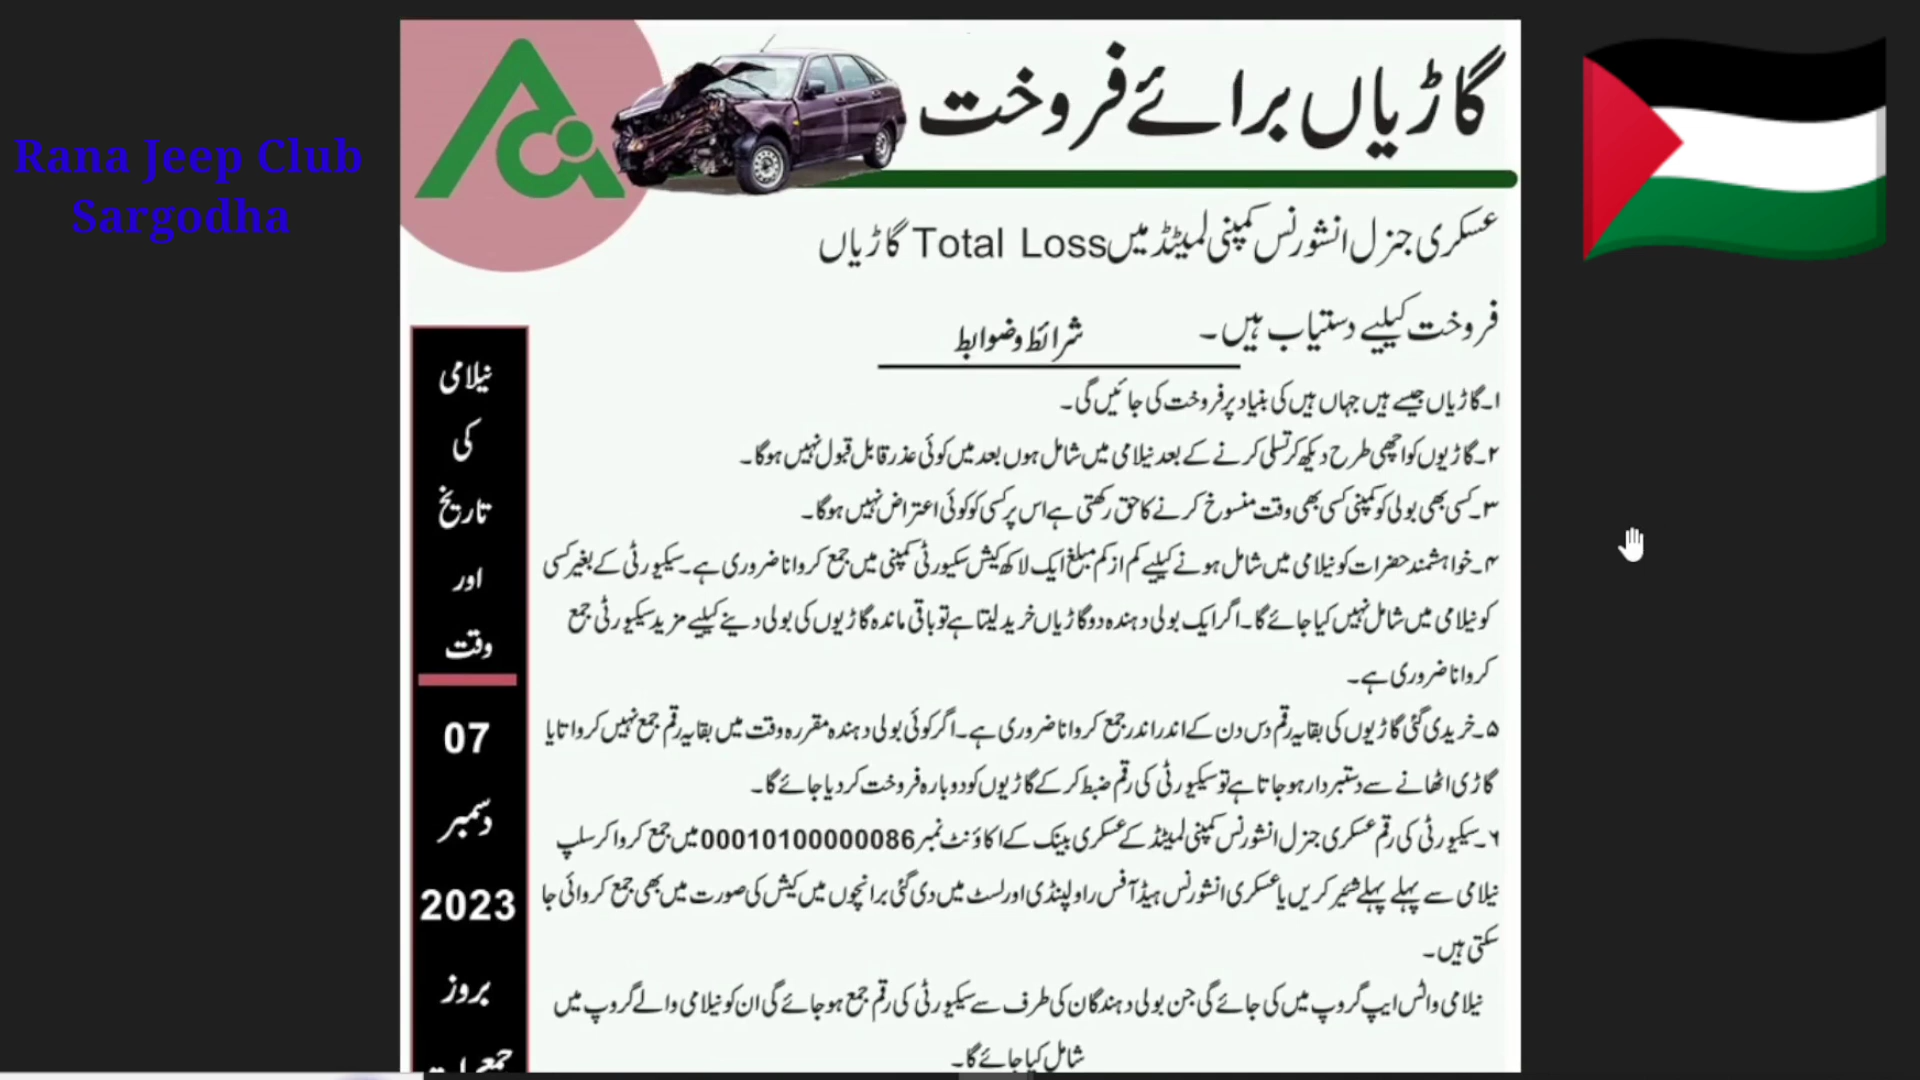 Rana Jeep Club
Sargodha
گاڑیاں برائے فروخت
عسکری جنرل انشورنس کمپنی لمیٹڈ میں Total Loss گاڑیاں
فروخت کیلیے دستیاب ہیں۔
شرائط و ضوابط
۱۔گاڑیاں جیسے ہیں جہاں ہیں کی بنیاد پر فروخت کی جائیں گی۔
۲۔گاڑیوں کو اچھی طرح دیکھ کر تسلی کرنے کے بعد نیلامی میں شامل ہوں بعد میں کوئی عذر قابل قبول نہیں ہوگا۔
۳۔کسی بھی بولی کو کمپنی کسی بھی وقت منسوخ کرنے کا حق رکھتی ہے اس پر کسی کو کوئی اعتراض نہیں ہوگا۔
۴۔خواہشمند حضرات کو نیلامی میں شامل ہونے کیلیے کم از کم مبلغ ایک لاکھ کیش سکیورٹی کمپنی میں جمع کروانا ضروری ہے۔سیکیورٹی کے بغیر کسی
کو نیلامی میں شامل نہیں کیا جائے گا۔اگر ایک بولی دہندہ دو گاڑیاں خرید لیتا ہے تو باقی ماندہ گاڑیوں کی بولی دینے کیلیے مزید سیکیورٹی جمع
کروانا ضروری ہے۔
۵۔خریدی گئی گاڑیوں کی بقایہ رقم دس دن کے اندر اندر جمع کروانا ضروری ہے۔اگر کوئی بولی دہندہ مقررہ وقت میں بقایہ رقم جمع نہیں کرواتا یا
گاڑی اٹھانے سے دستبردار ہو جاتا ہے تو سیکیورٹی کی رقم ضبط کر کے گاڑیوں کو دوبارہ فروخت کر دیا جائے گا۔
۶۔سیکیورٹی کی رقم عسکری جنرل انشورنس کمپنی لمیٹڈ کے عسکری بینک کے اکاؤنٹ نمبر 00010100000086 میں جمع کروا کر سلپ
نیلامی سے پہلے پہلے شیر کریں یا عسکری انشورنس ہیڈ آفس راولپنڈی اور لسٹ میں دی گئی برانچوں میں کیش کی صورت میں بھی جمع کروائی جا
سکتی ہیں۔
نیلامی واٹس ایپ گروپ میں کی جائے گی جن بولی دہندگان کی طرف سے سیکیورٹی کی رقم جمع ہو جائے گی ان کو نیلامی والے گروپ میں
شامل کیا جائے گا۔
نیلامی
کی
تاریخ
اور
وقت
07
دسمبر
2023
بروز
جمعرات